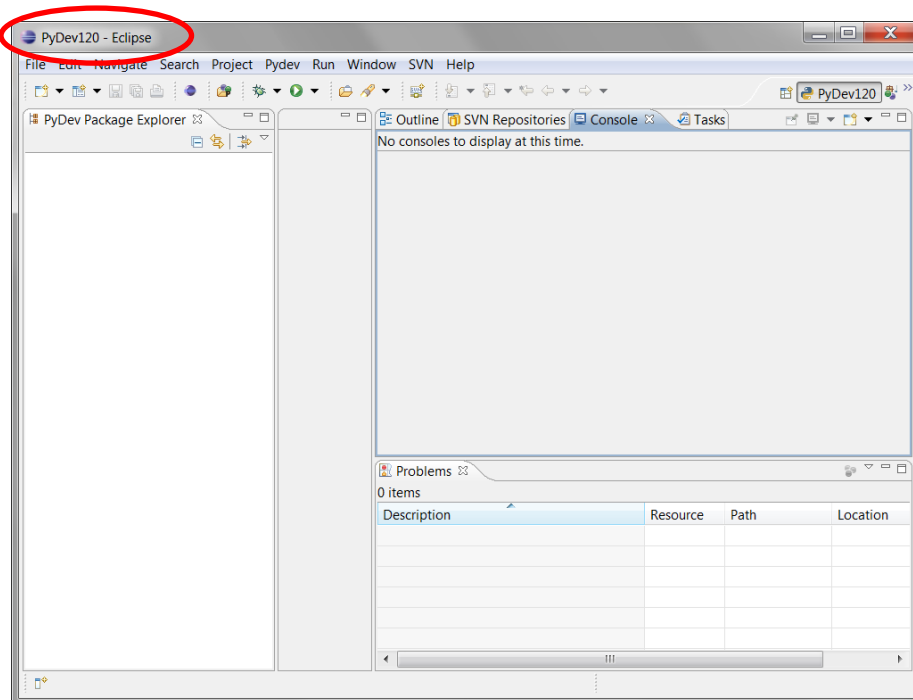 PyDev120 - Eclipse
File Edit Navigate Search Project Pydev Run Window SVN Help
PyDev120
PyDev Package Explorer
Outline SVN Repositories Console Tasks
No consoles to display at this time.
Problems
0 items
Description Resource Path Location